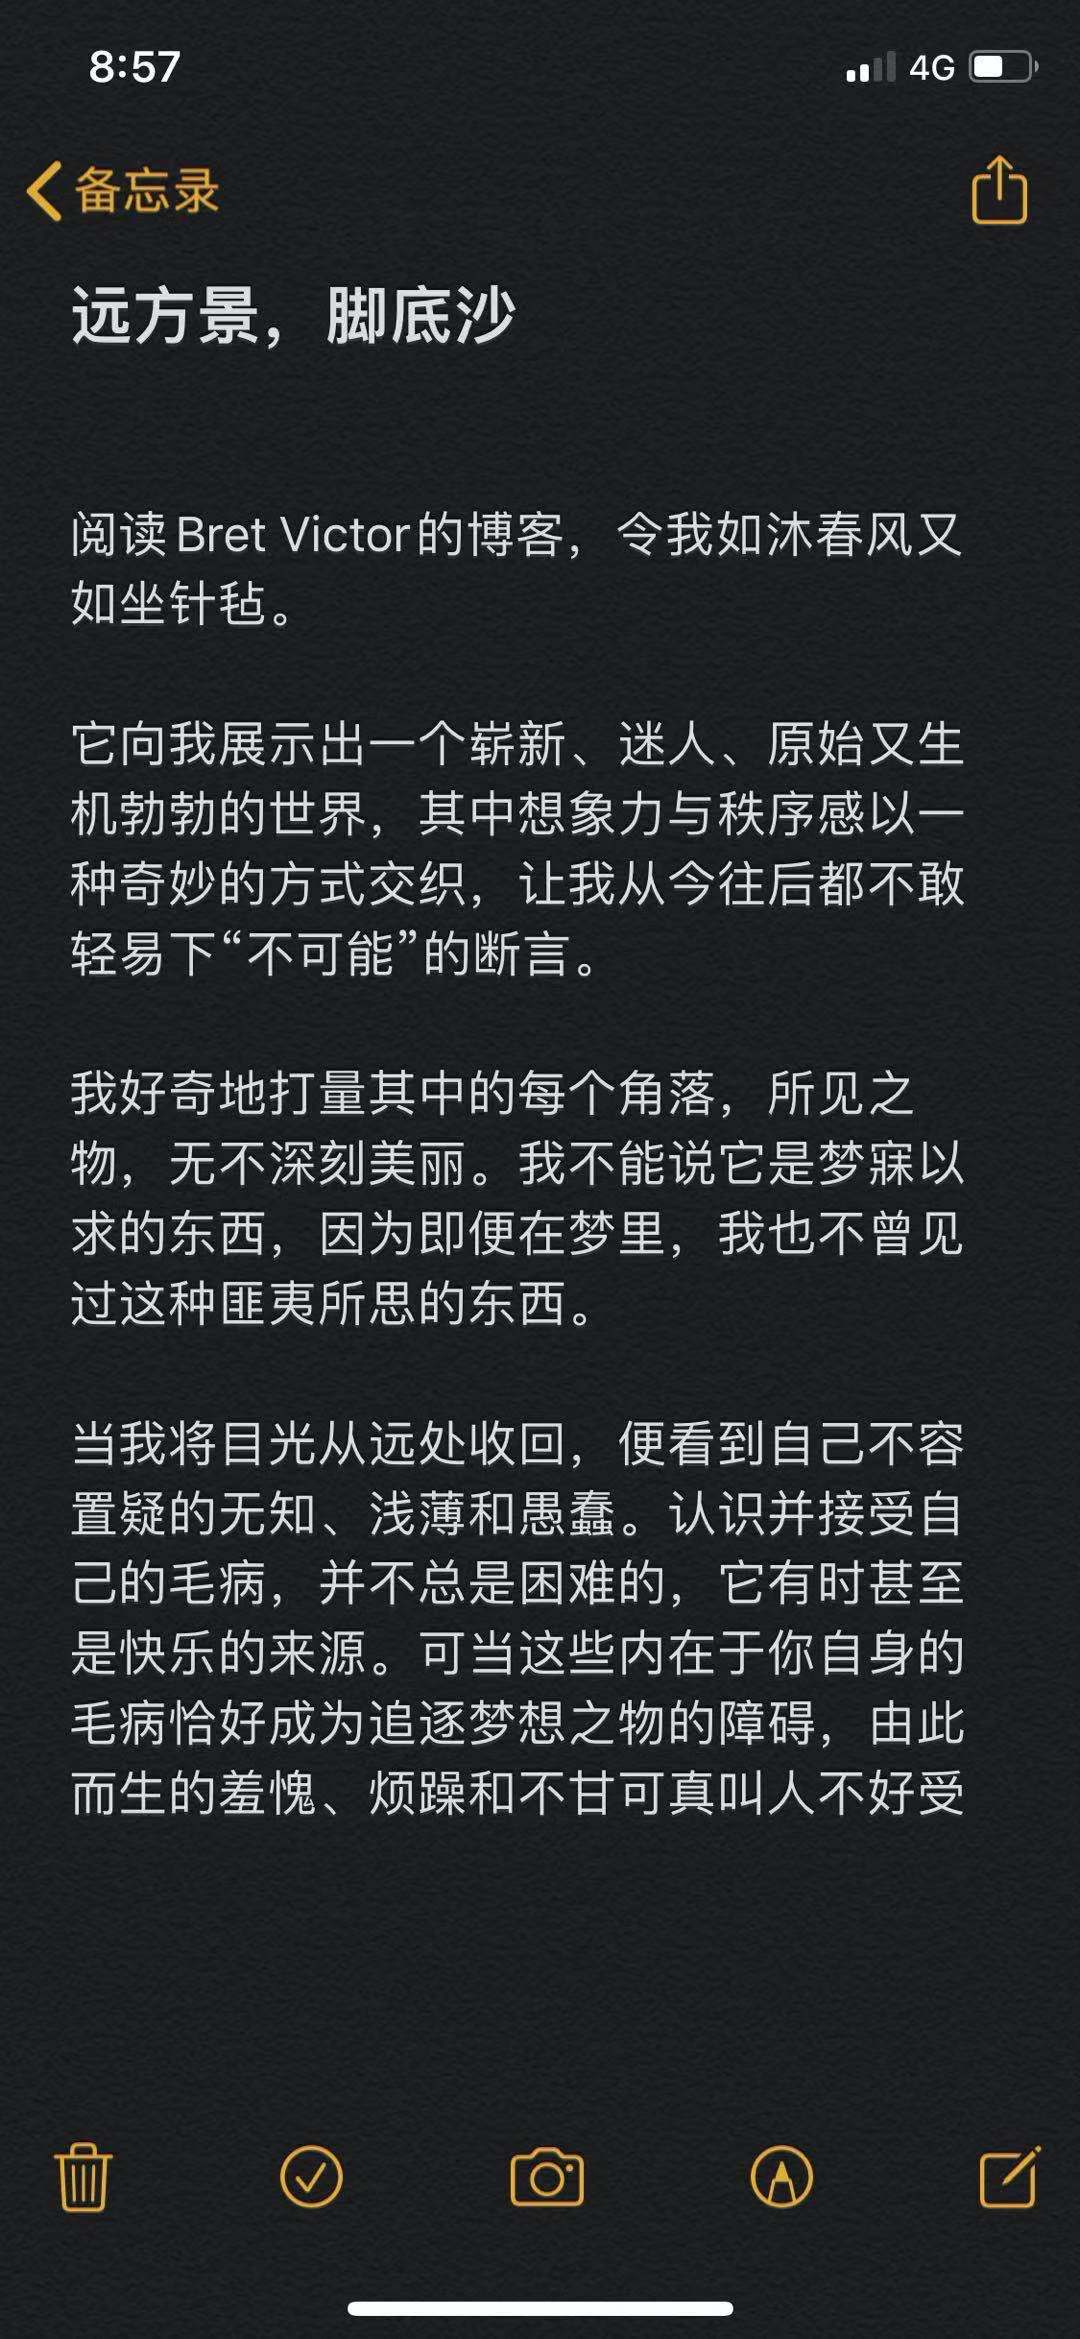 8:57
4G
备忘录
远方景，脚底沙
阅读Bret Victor的博客，令我如沐春风又
如坐针毡。
它向我展示出一个崭新、迷人、原始又生
机勃勃的世界，其中想象力与秩序感以一
种奇妙的方式交织，让我从今往后都不敢
轻易下“不可能”的断言。
我好奇地打量其中的每个角落，所见之
物，无不深刻美丽。我不能说它是梦寐以
求的东西，因为即便在梦里，我也不曾见
过这种匪夷所思的东西。
当我将目光从远处收回，便看到自己不容
置疑的无知、浅薄和愚蠢。认识并接受自
己的毛病，并不总是困难的，它有时甚至
是快乐的来源。可当这些内在于你自身的
毛病恰好成为追逐梦想之物的障碍，由此
而生的羞愧、烦躁和不甘可真叫人不好受